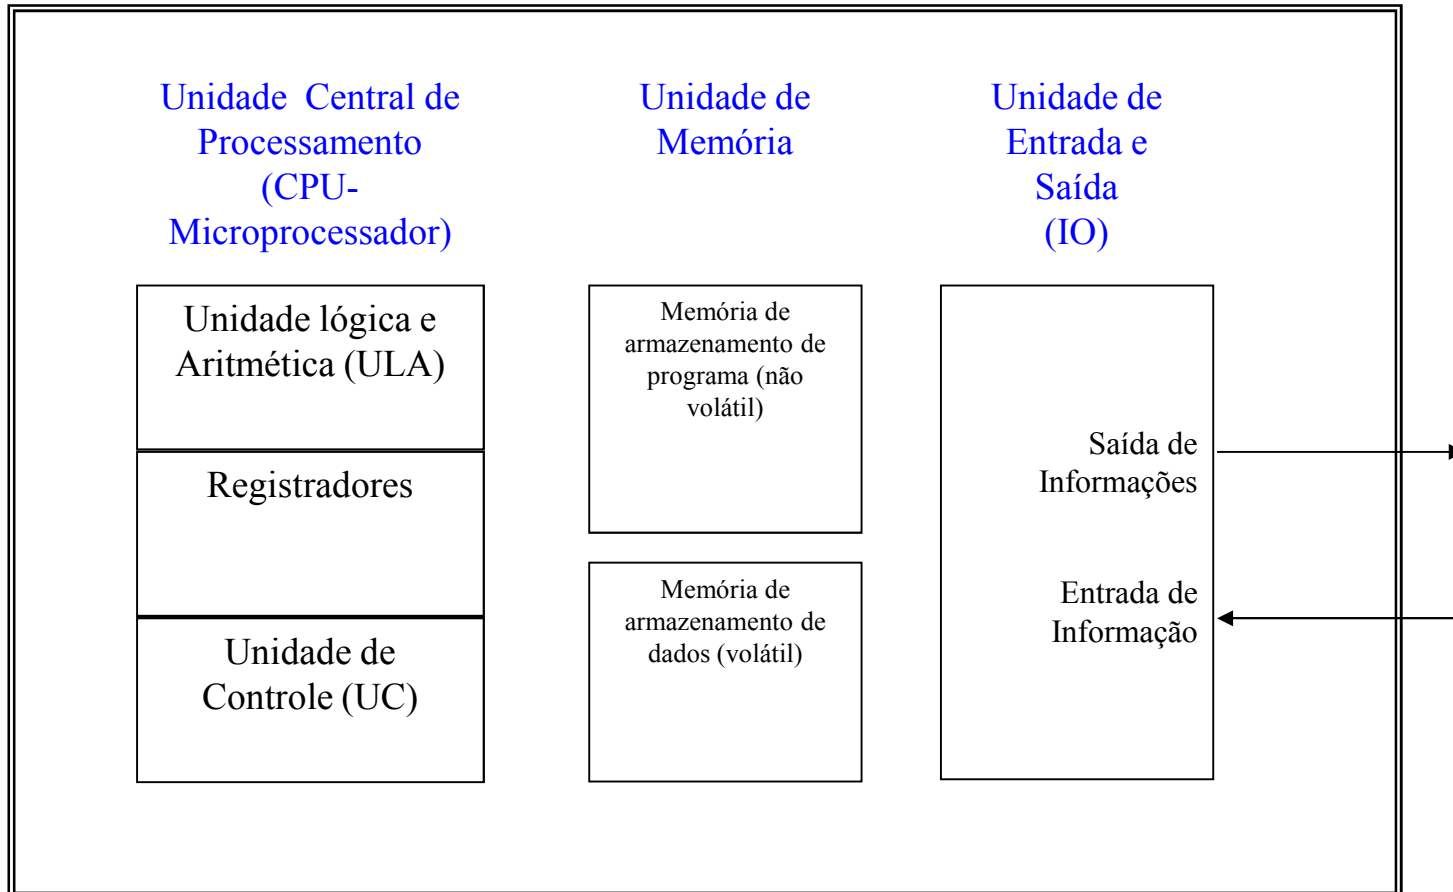 Unidade Central de
Processamento
(CPU-
Microprocessador)
Unidade de
Memória
Unidade de
Entrada e
Saída
(IO)
Unidade lógica e
Aritmética (ULA)
Registradores
Unidade de
Controle (UC)
Memória de
armazenamento de
programa (não
volátil)
Memória de
armazenamento de
dados (volátil)
Saída de
Informações
Entrada de
Informação